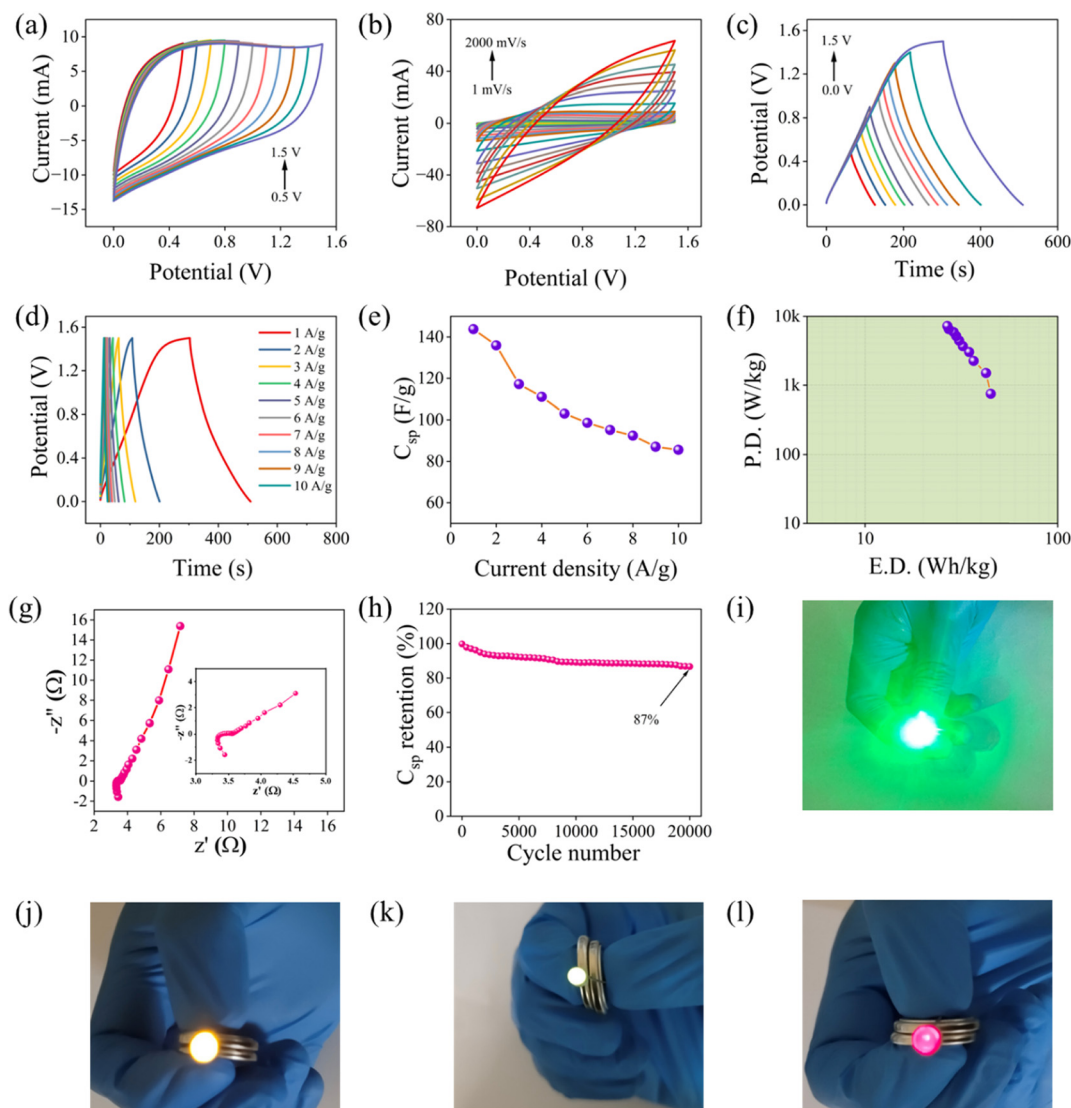 (a)
Current (mA)
10
5
0
−5
−10
−15
1.5 V
0.5 V
0.0 0.4 0.8 1.2 1.6
Potential (V)
(b)
Current (mA)
80
40
0
−40
−80
2000 mV/s
1 mV/s
0.0 0.4 0.8 1.2 1.6
Potential (V)
(c)
Potential (V)
1.6
1.2
0.8
0.4
0.0
1.5 V
0.0 V
0 200 400 600
Time (s)
(d)
Potential (V)
1.6
1.2
0.8
0.4
0.0
1 A/g
2 A/g
3 A/g
4 A/g
5 A/g
6 A/g
7 A/g
8 A/g
9 A/g
10 A/g
0 200 400 600 800
Time (s)
(e)
Csp (F/g)
140
120
100
80
60
0 2 4 6 8 10
Current density (A/g)
(f)
P.D. (W/kg)
10k
1k
100
10
10 100
E.D. (Wh/kg)
(g)
-z" (Ω)
16
14
12
10
8
6
4
2
0
-2
2 4 6 8 10 12 14 16
z' (Ω)
-z" (Ω)
4
2
0
-2
3.0 3.5 4.0 4.5 5.0
z' (Ω)
(h)
Csp retention (%)
120
100
80
60
40
20
0
87%
0 5000 10000 15000 20000
Cycle number
(i)
(j)
(k)
(l)